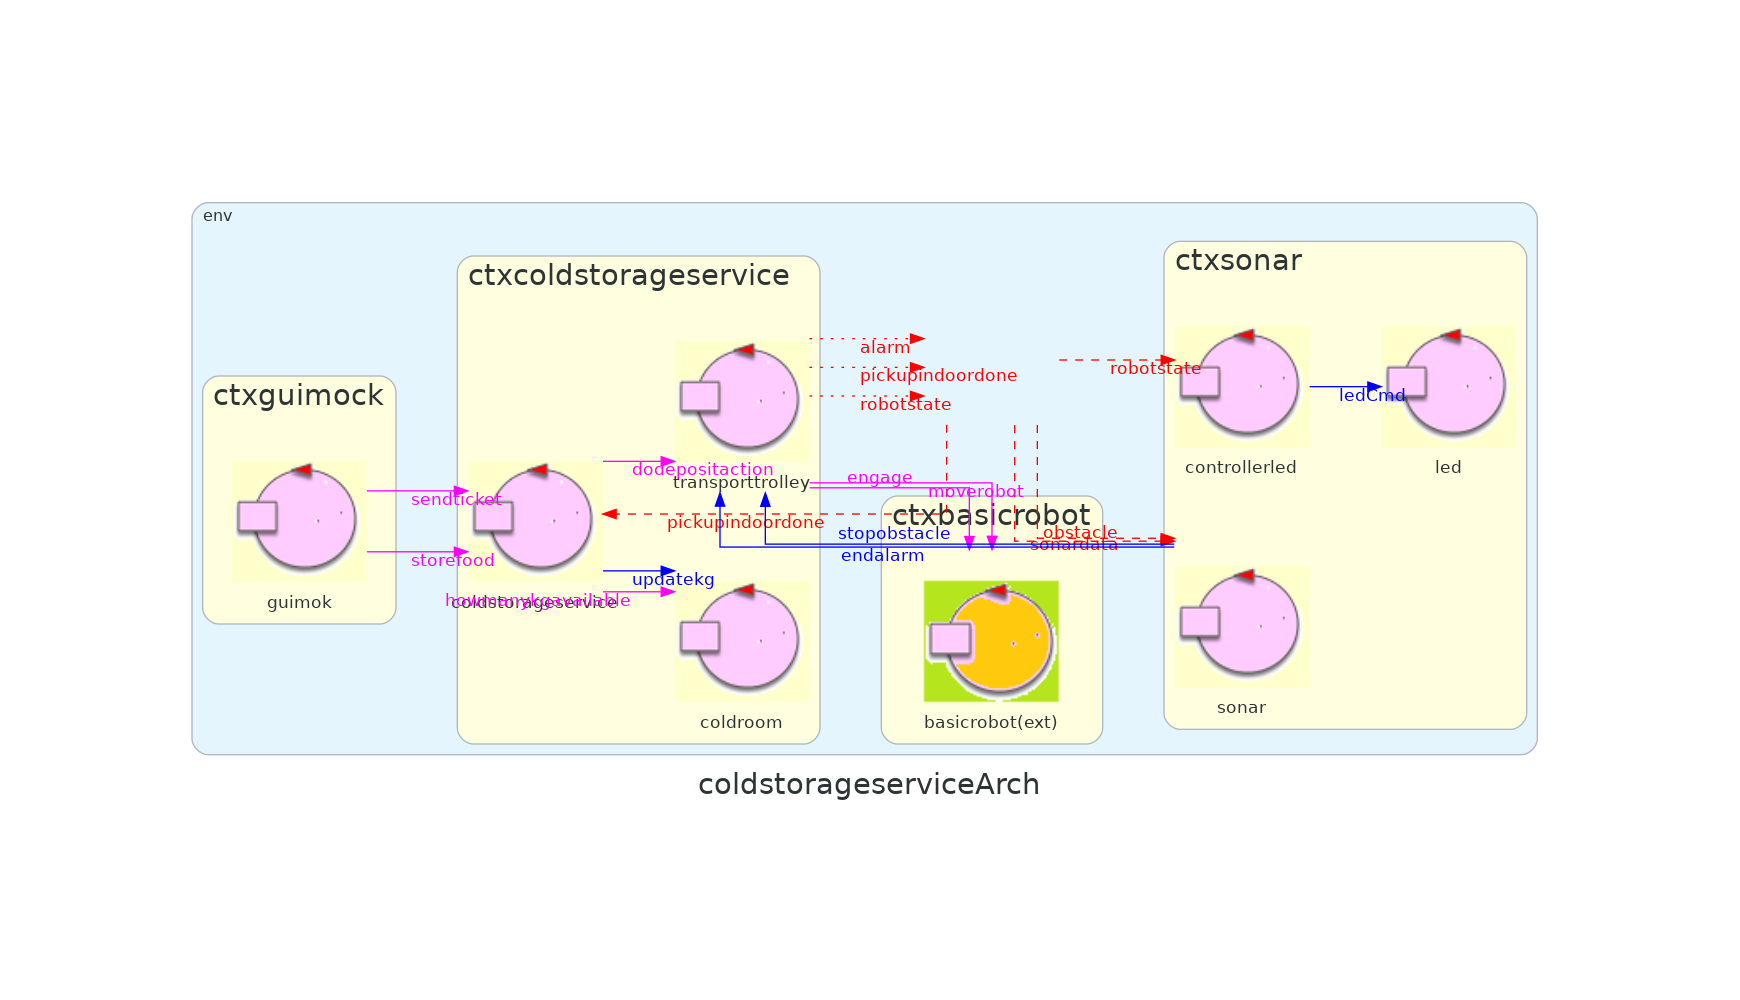 env
ctxsonar
ctxcoldstorageservice
alarm
robotstate
pickupindoordone
ctxguimock
ledCmd
robotstate
controllerled
led
dodepositaction
engage
transporttrolley
moverobot
sendticket
ctxbasicrobot
pickupindoordone
stopobstacle
obstacle
sonardata
endalarm
storefood
updatekg
guimok
howmanykgavailable
coldstorageservice
sonar
coldroom
basicrobot(ext)
coldstorageserviceArch